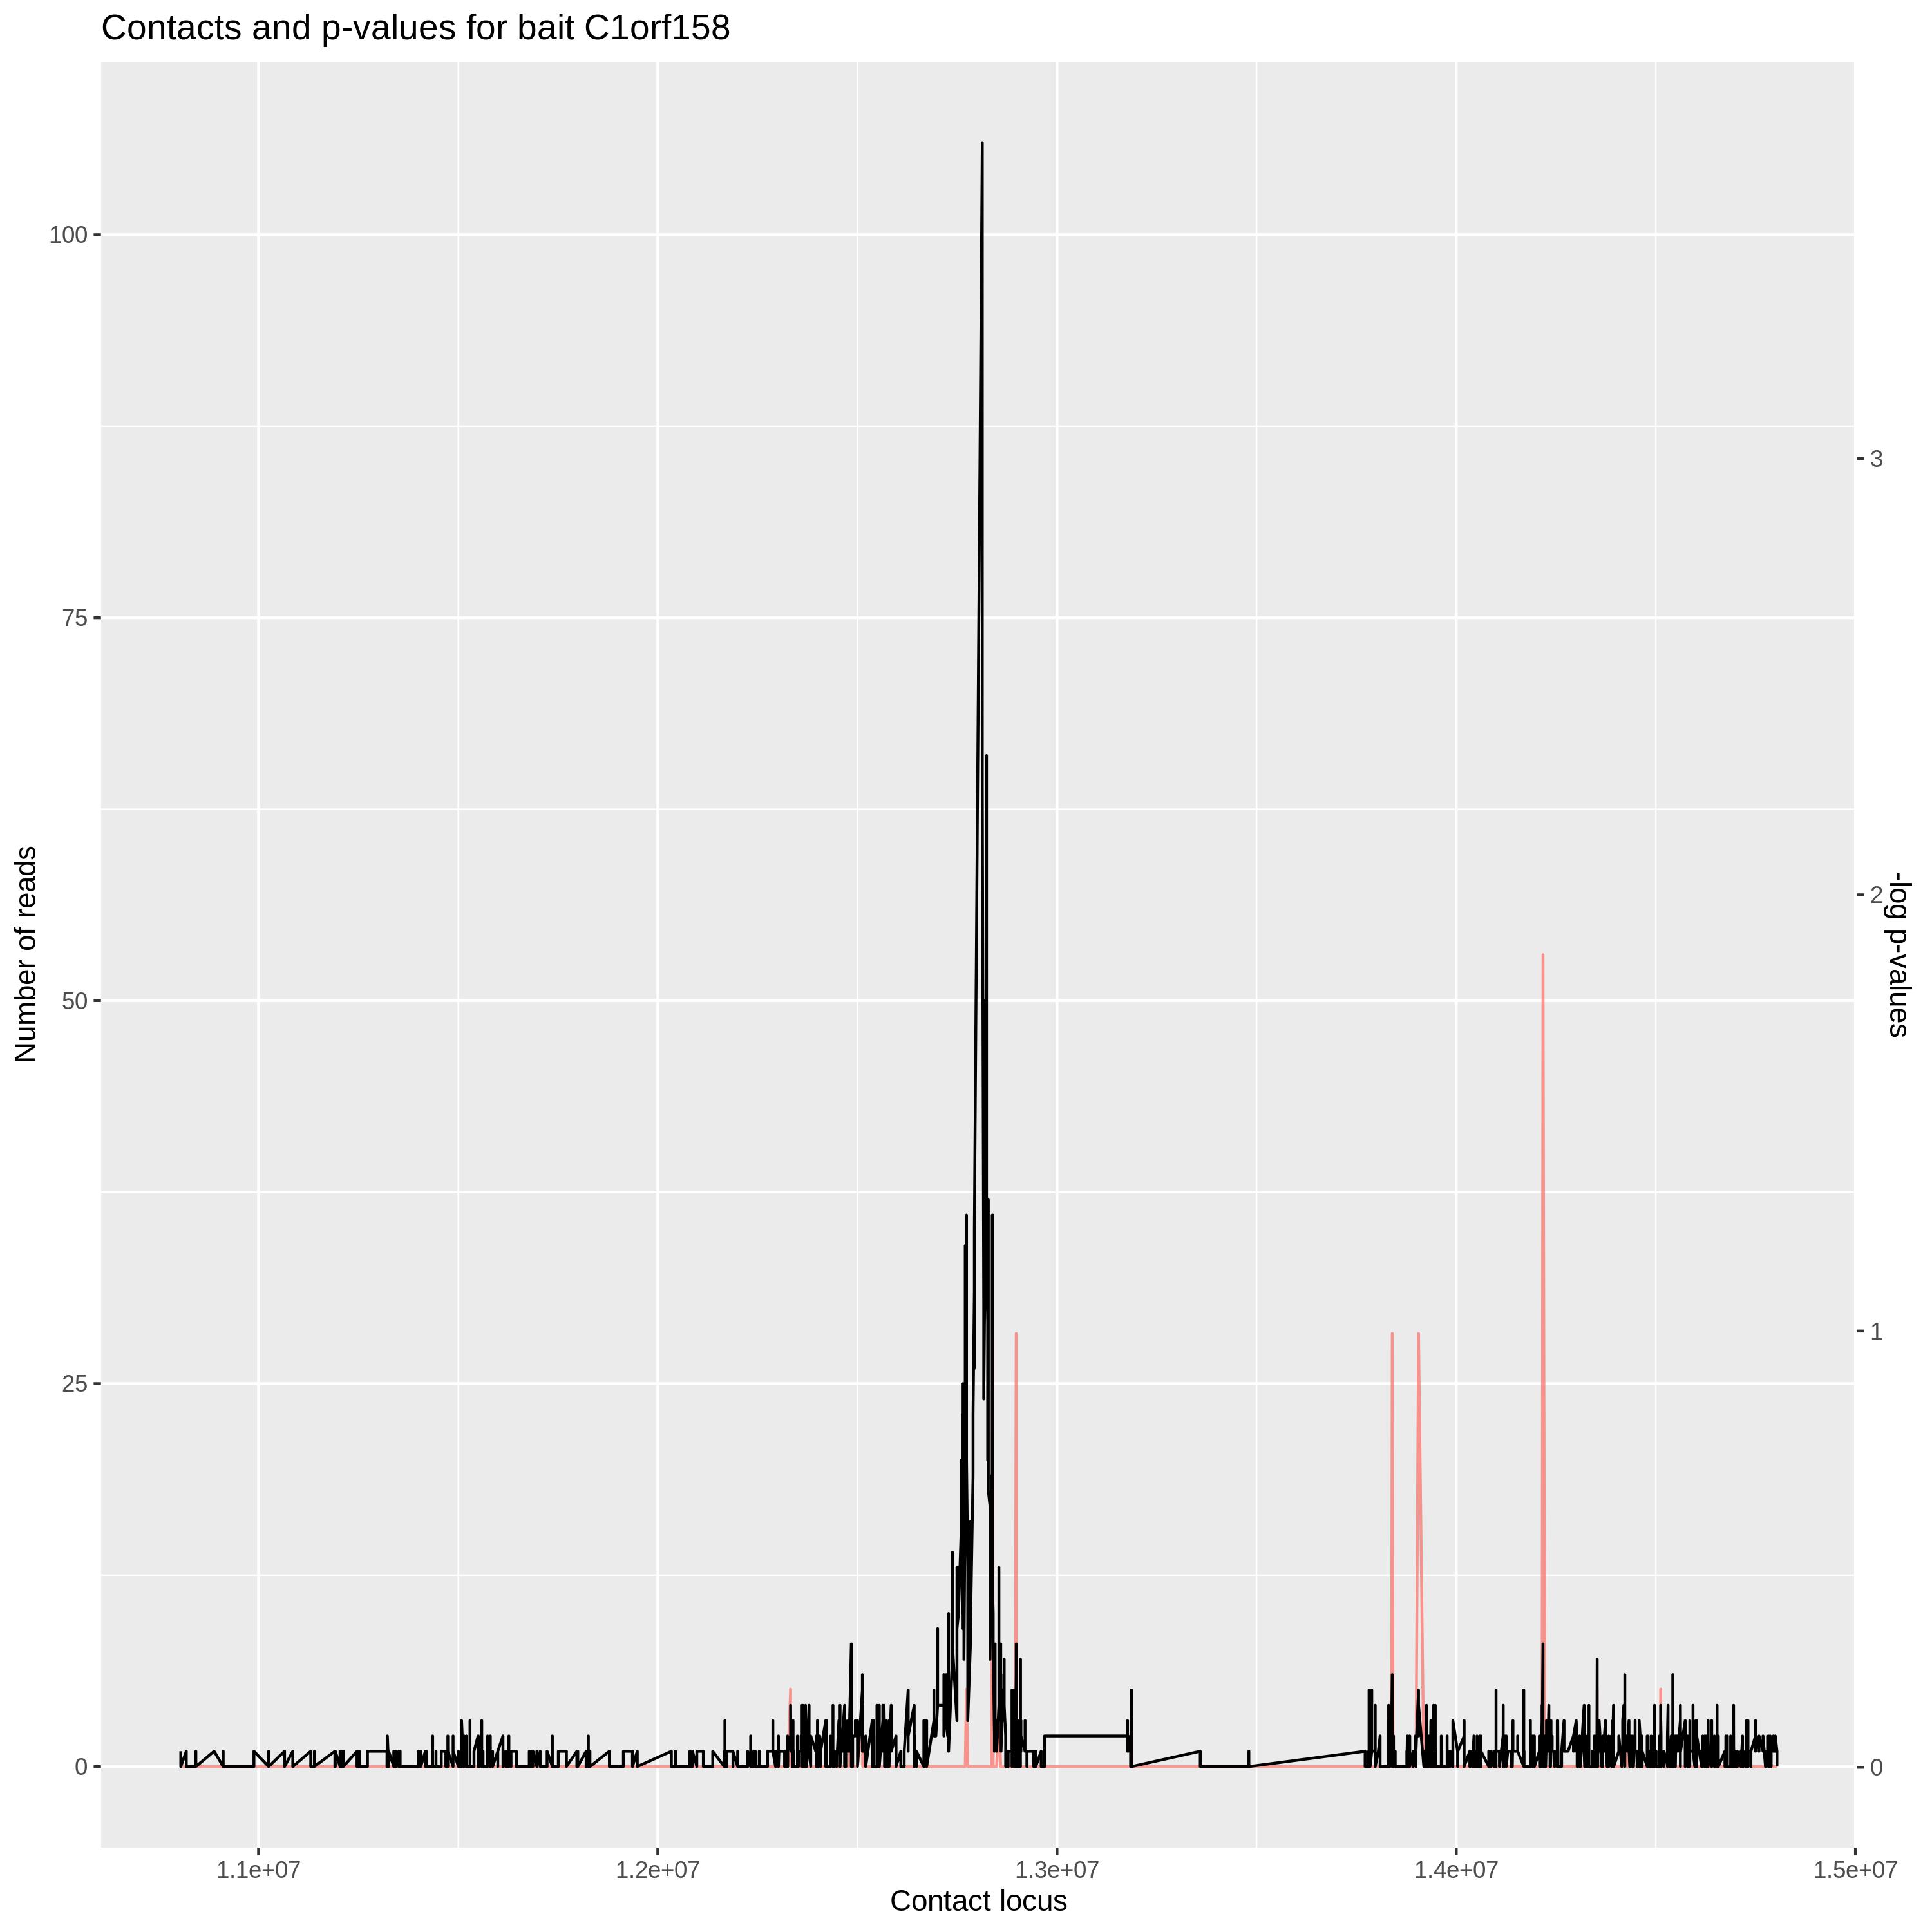 Contacts and p-values for bait C1orf158
100
75
50
25
0
Number of reads
3
2
1
0
-log p-values
1.1e+07
1.2e+07
1.3e+07
1.4e+07
1.5e+07
Contact locus